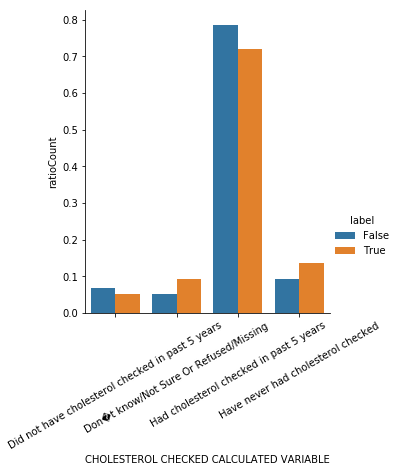 0.8
0.7
0.6
0.5
0.4
0.3
0.2
0.1
0.0
ratioCount
label
False
True
Did not have cholesterol checked in past 5 years
Don�t know/Not Sure Or Refused/Missing
Had cholesterol checked in past 5 years
Have never had cholesterol checked
CHOLESTEROL CHECKED CALCULATED VARIABLE